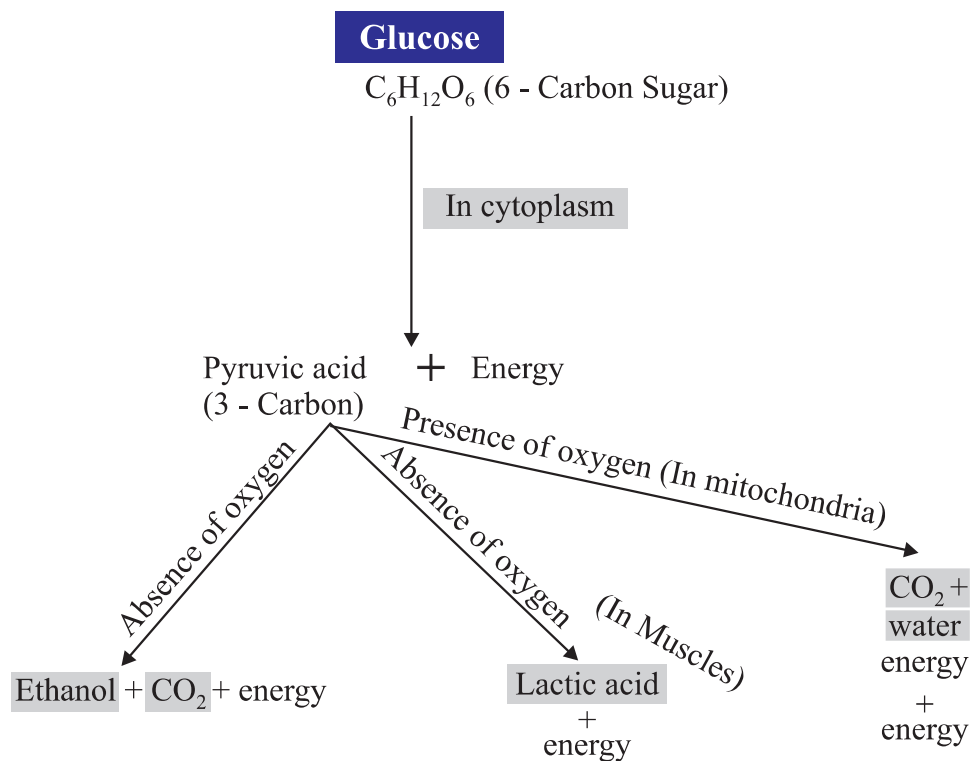 Glucose
C₆H₁₂O₆ (6 - Carbon Sugar)
In cytoplasm
Pyruvic acid + Energy
(3 - Carbon)
Absence of oxygen
Absence of oxygen
(In Muscles)
Presence of oxygen (In mitochondria)
Ethanol + CO₂ + energy
Lactic acid
+
energy
CO₂ +
water
energy
+
energy